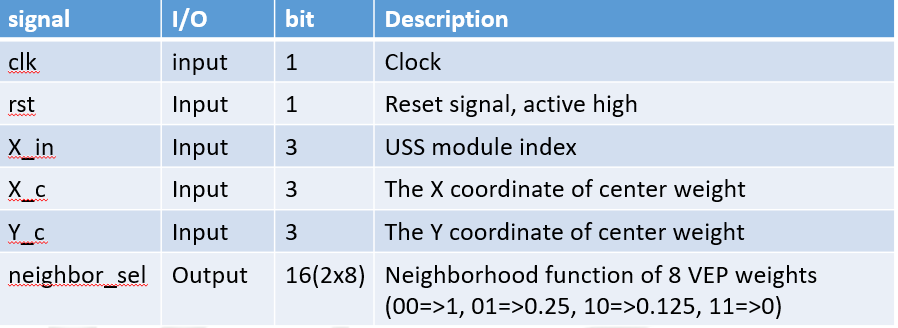 signal I/O bit Description
clk input 1 Clock
rst Input 1 Reset signal, active high
X_in Input 3 USS module index
X_c Input 3 The X coordinate of center weight
Y_c Input 3 The Y coordinate of center weight
neighbor_sel Output 16(2x8) Neighborhood function of 8 VEP weights
(00=>1, 01=>0.25, 10=>0.125, 11=>0)